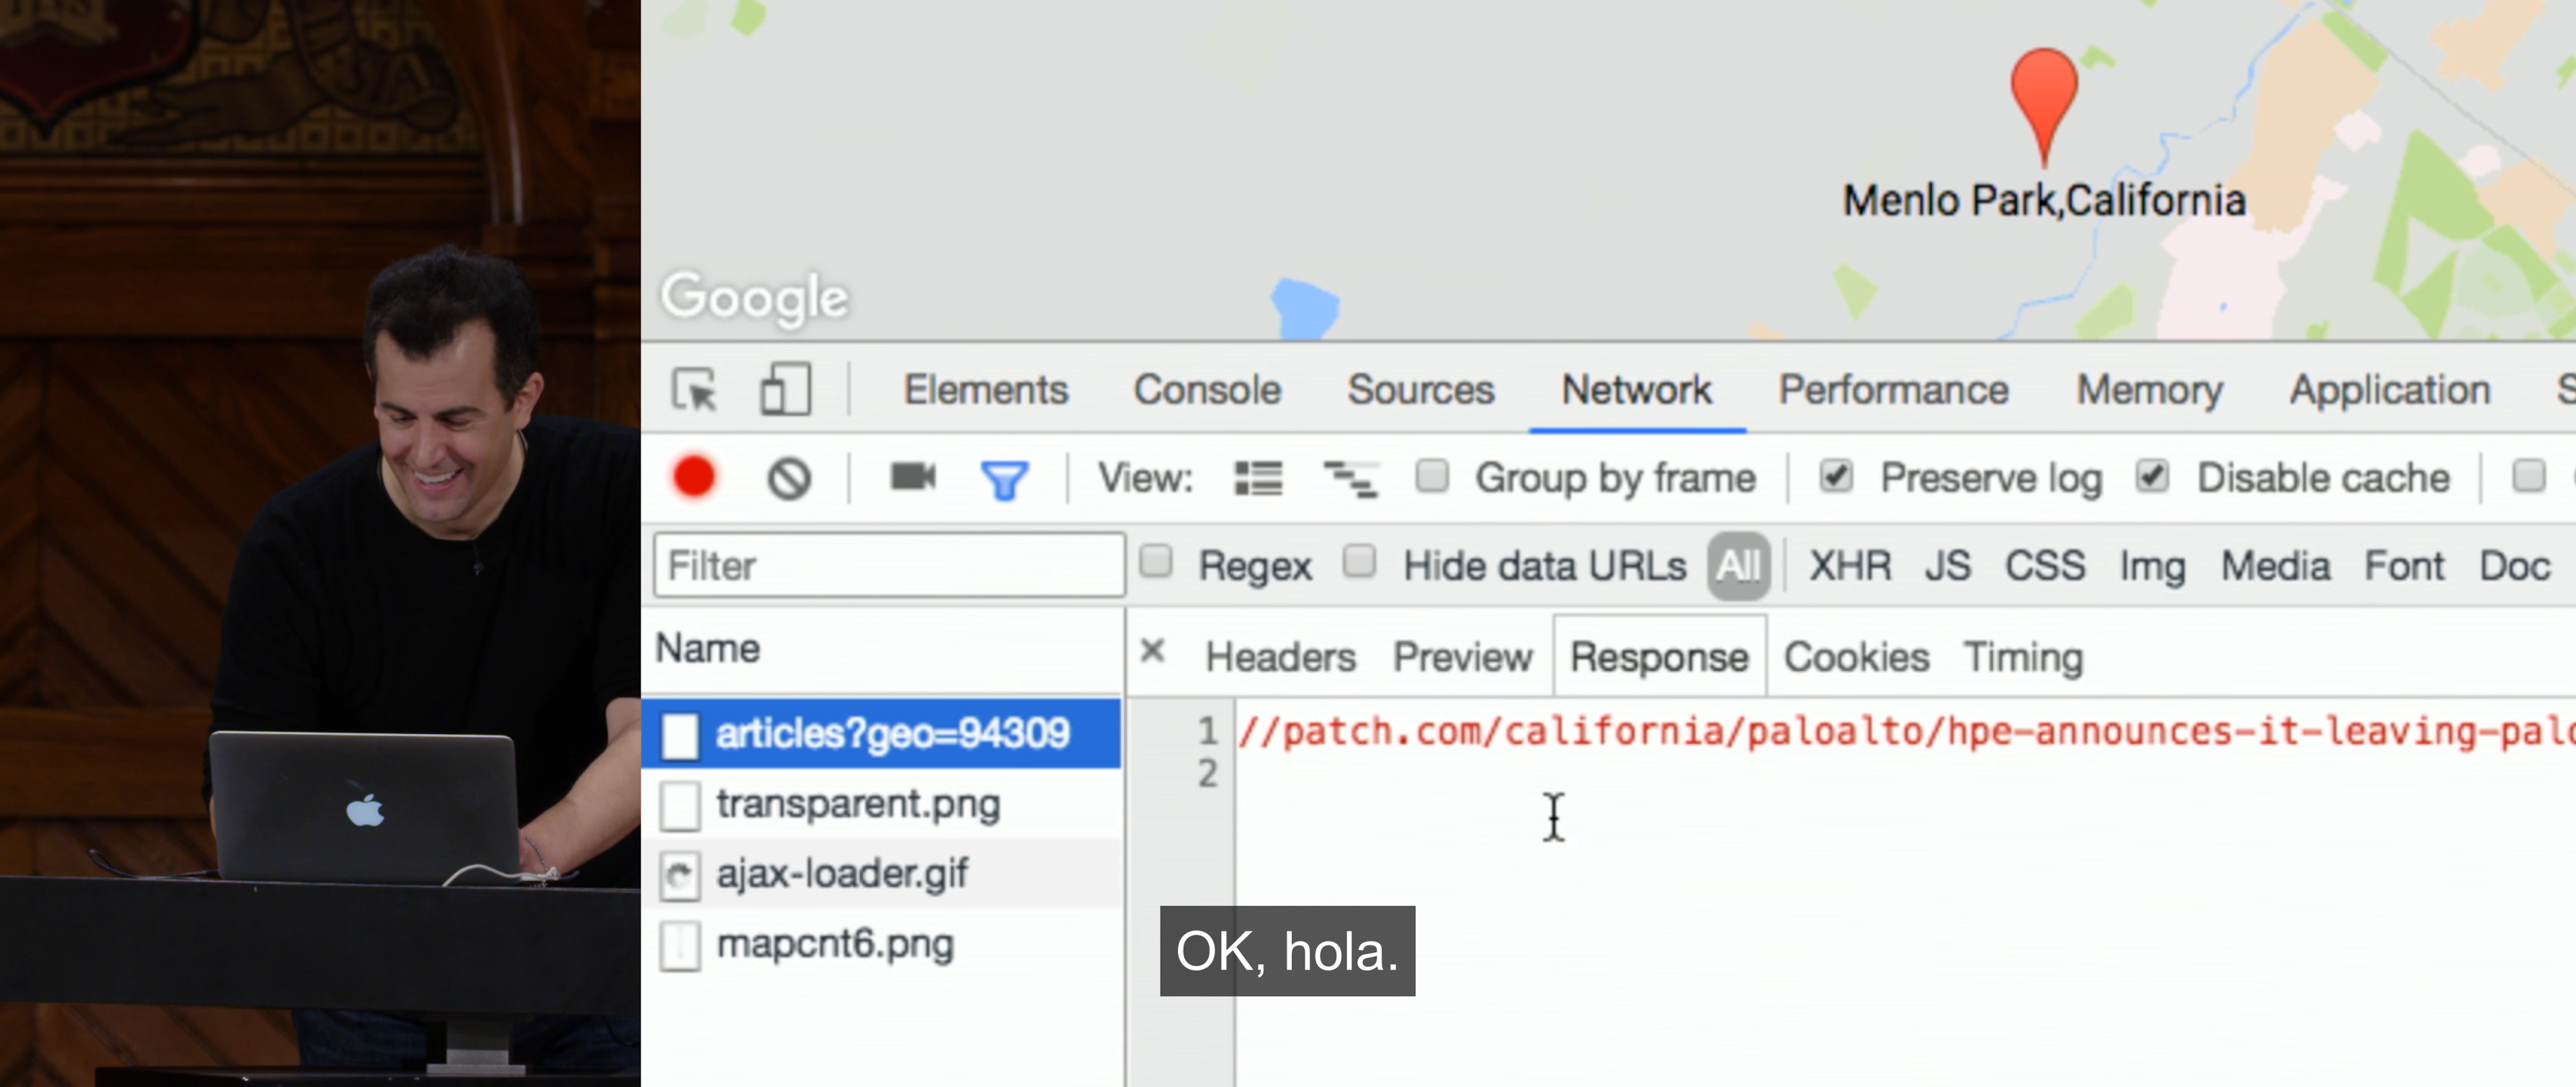 Menlo Park,California
Google
Elements Console Sources Network Performance Memory Application
View: Group by frame Preserve log Disable cache
Filter Regex Hide data URLs All XHR JS CSS Img Media Font Doc
Name
× Headers Preview Response Cookies Timing
articles?geo=94309
transparent.png
ajax-loader.gif
mapcnt6.png
1 //patch.com/california/paloalto/hpe-announces-it-leaving-palo
2
OK, hola.